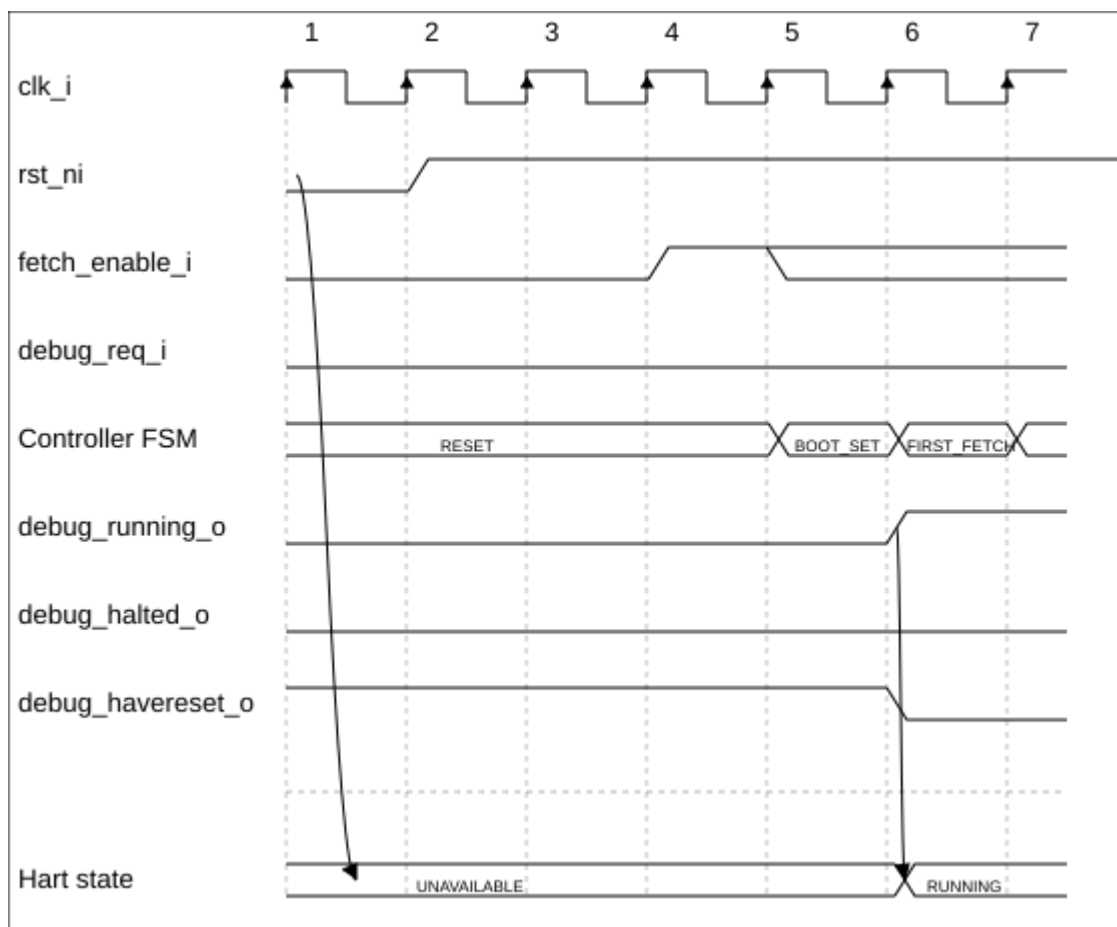 1 2 3 4 5 6 7
clk_i
rst_ni
fetch_enable_i
debug_req_i
Controller FSM RESET BOOT_SET FIRST_FETCH
debug_running_o
debug_halted_o
debug_havereset_o
Hart state UNAVAILABLE RUNNING